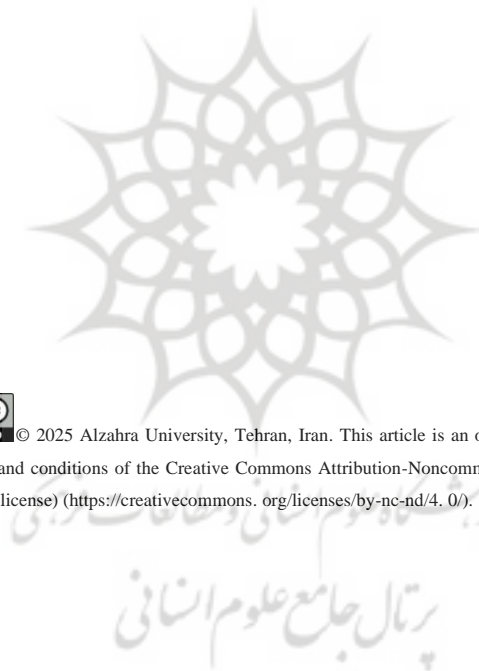 © 2025 Alzahra University, Tehran, Iran. This article is an o
and conditions of the Creative Commons Attribution-Noncomm
license) (https://creativecommons. org/licenses/by-nc-nd/4. 0/).
پرتال جامع علوم انسانی